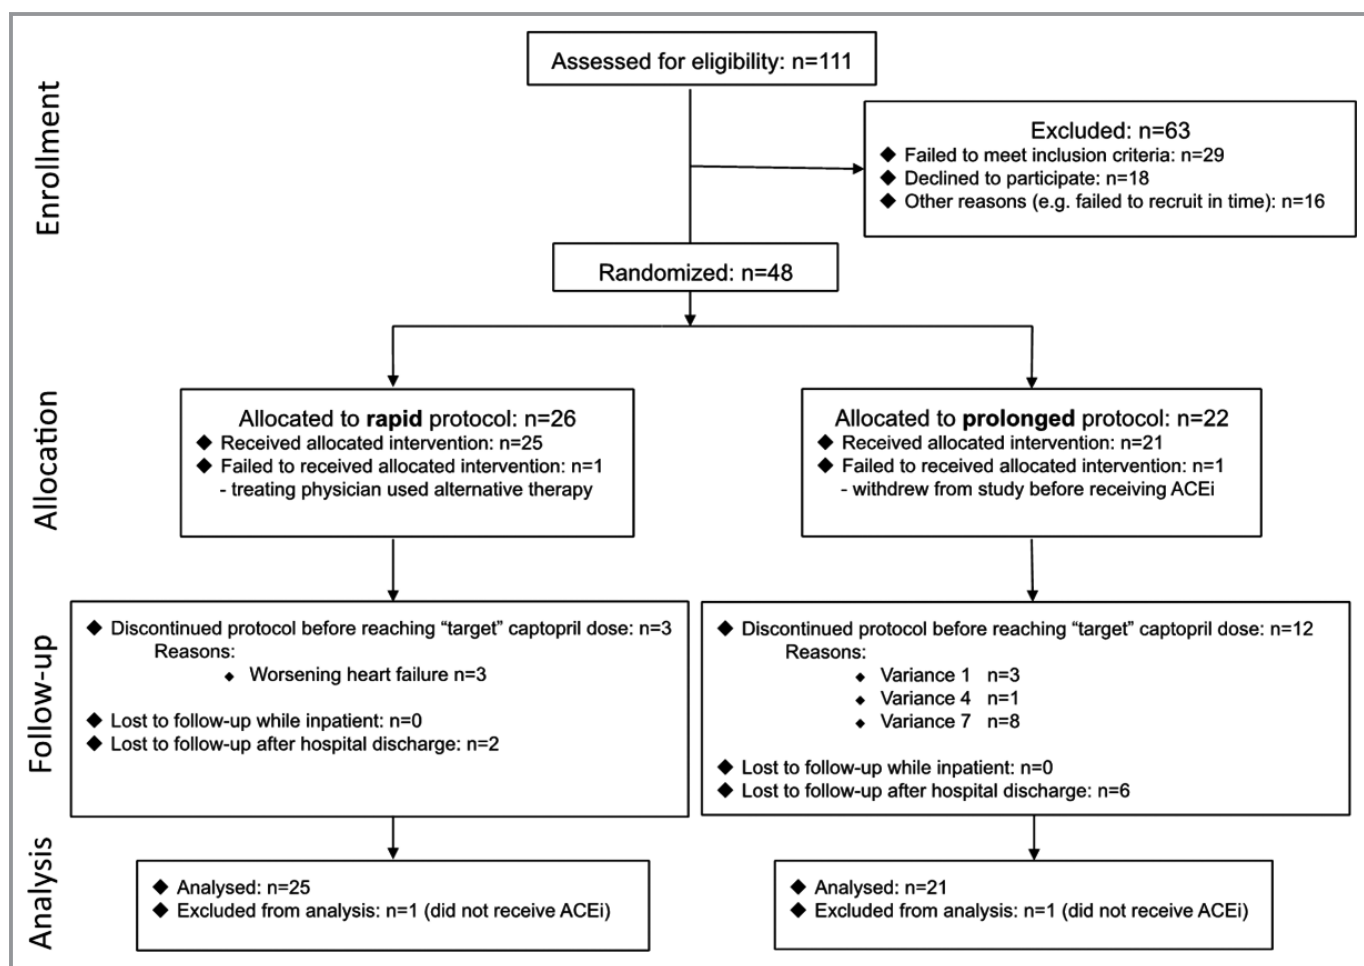 Enrollment
Assessed for eligibility: n=111
Excluded: n=63
◆ Failed to meet inclusion criteria: n=29
◆ Declined to participate: n=18
◆ Other reasons (e.g. failed to recruit in time): n=16
Randomized: n=48
Allocation
Allocated to rapid protocol: n=26
◆ Received allocated intervention: n=25
◆ Failed to received allocated intervention: n=1
- treating physician used alternative therapy
Allocated to prolonged protocol: n=22
◆ Received allocated intervention: n=21
◆ Failed to received allocated intervention: n=1
- withdrew from study before receiving ACEi
Follow-up
◆ Discontinued protocol before reaching “target” captopril dose: n=3
Reasons:
◆ Worsening heart failure n=3
◆ Lost to follow-up while inpatient: n=0
◆ Lost to follow-up after hospital discharge: n=2
◆ Discontinued protocol before reaching “target” captopril dose: n=12
Reasons:
◆ Variance 1 n=3
◆ Variance 4 n=1
◆ Variance 7 n=8
◆ Lost to follow-up while inpatient: n=0
◆ Lost to follow-up after hospital discharge: n=6
Analysis
◆ Analysed: n=25
◆ Excluded from analysis: n=1 (did not receive ACEi)
◆ Analysed: n=21
◆ Excluded from analysis: n=1 (did not receive ACEi)